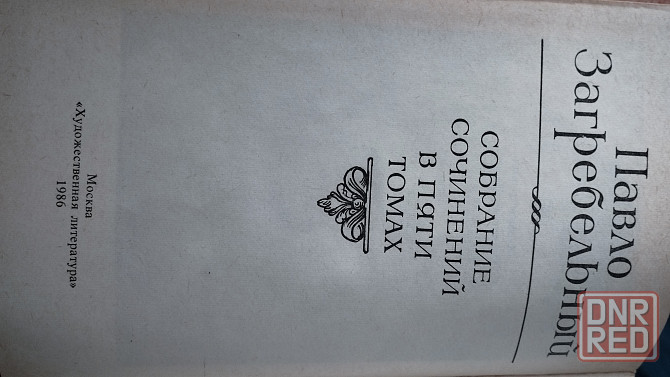 Павло
Загребельный
СОБРАНИЕ
СОЧИНЕНИЙ
В ПЯТИ
ТОМАХ
Москва
«Художественная литература»
1986
DNR
RED